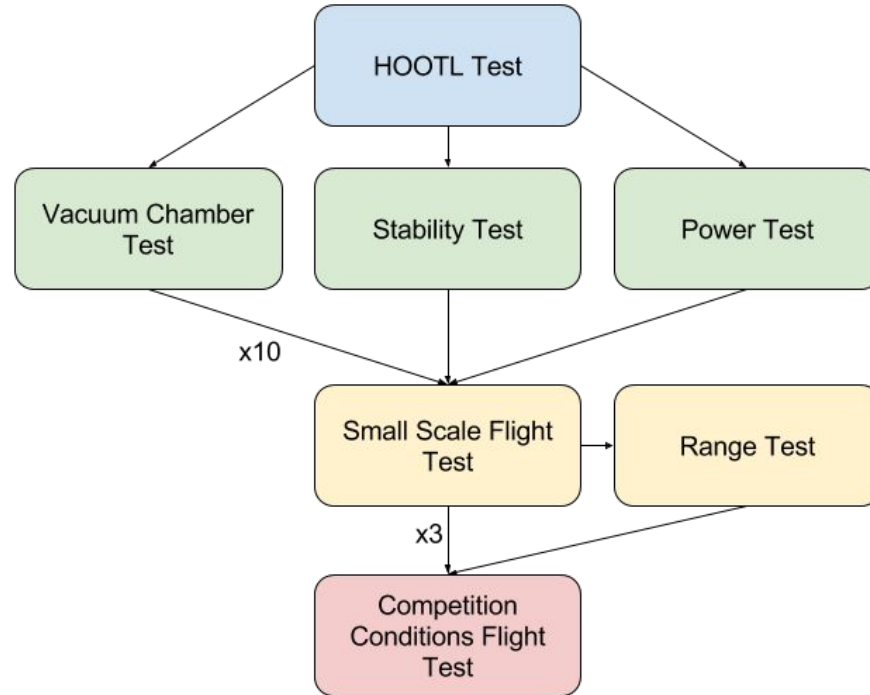 HOOTL Test
Vacuum Chamber
Test
Stability Test
Power Test
x10
Small Scale Flight
Test
Range Test
x3
Competition
Conditions Flight
Test